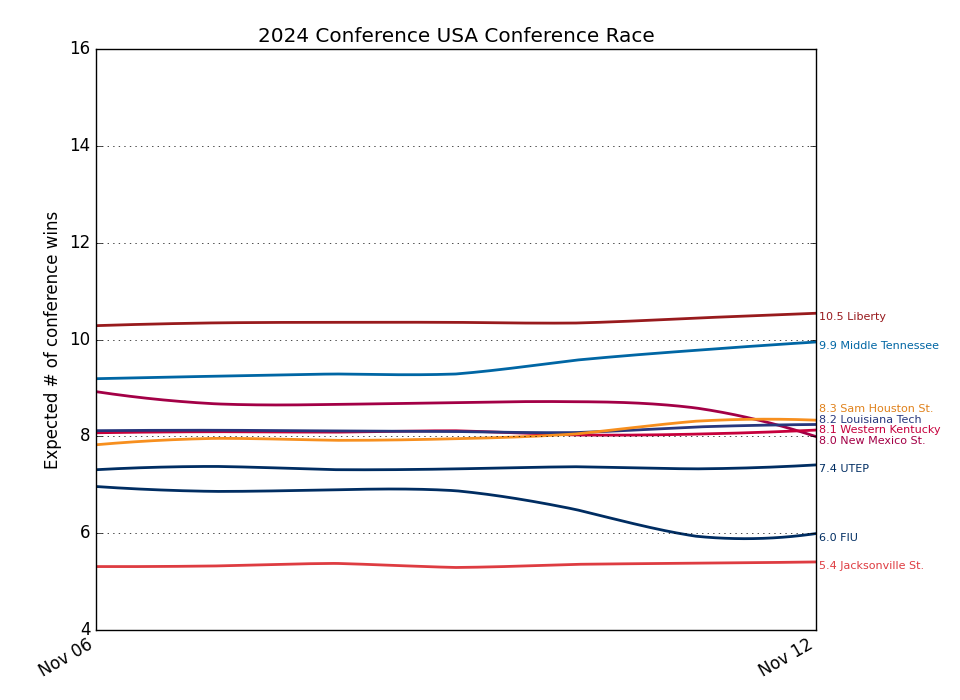 2024 Conference USA Conference Race
Expected # of conference wins
16
14
12
10
8
6
4
10.5 Liberty
9.9 Middle Tennessee
8.3 Sam Houston St.
8.2 Louisiana Tech
8.1 Western Kentucky
8.0 New Mexico St.
7.4 UTEP
6.0 FIU
5.4 Jacksonville St.
Nov 06
Nov 12